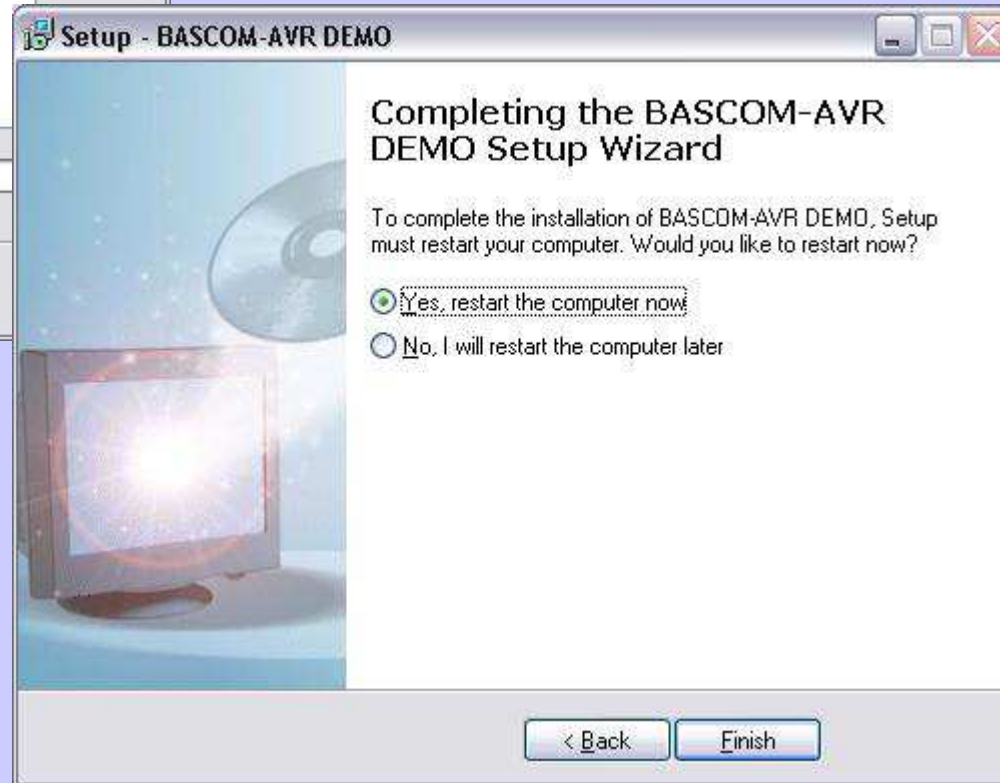 Setup - BASCOM-AVR DEMO
Completing the BASCOM-AVR
DEMO Setup Wizard
To complete the installation of BASCOM-AVR DEMO, Setup
must restart your computer. Would you like to restart now?
Yes, restart the computer now
No, I will restart the computer later
< Back
Finish